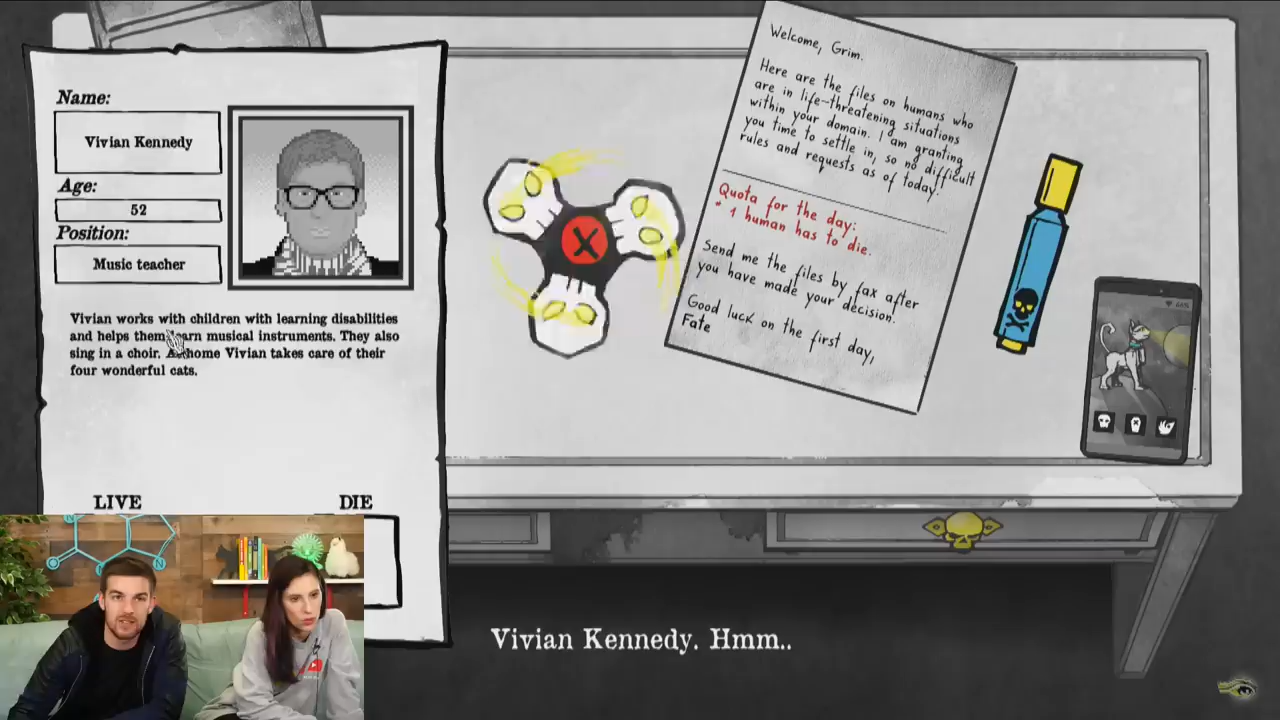 Name:
Vivian Kennedy
Age:
52
Position:
Music teacher
Vivian works with children with learning disabilities
and helps them learn musical instruments. They also
sing in a choir. At home Vivian takes care of their
four wonderful cats.
LIVE
DIE
Welcome, Grim.
Here are the files on humans who
are in life-threatening situations
within your domain. I am granting
you time to settle in, so no difficult
rules and requests as of today.
Quota for the day:
* 1 human has to die.
Send me the files by fax after
you have made your decision.
Good luck on the first day,
Fate
66%
Vivian Kennedy. Hmm..